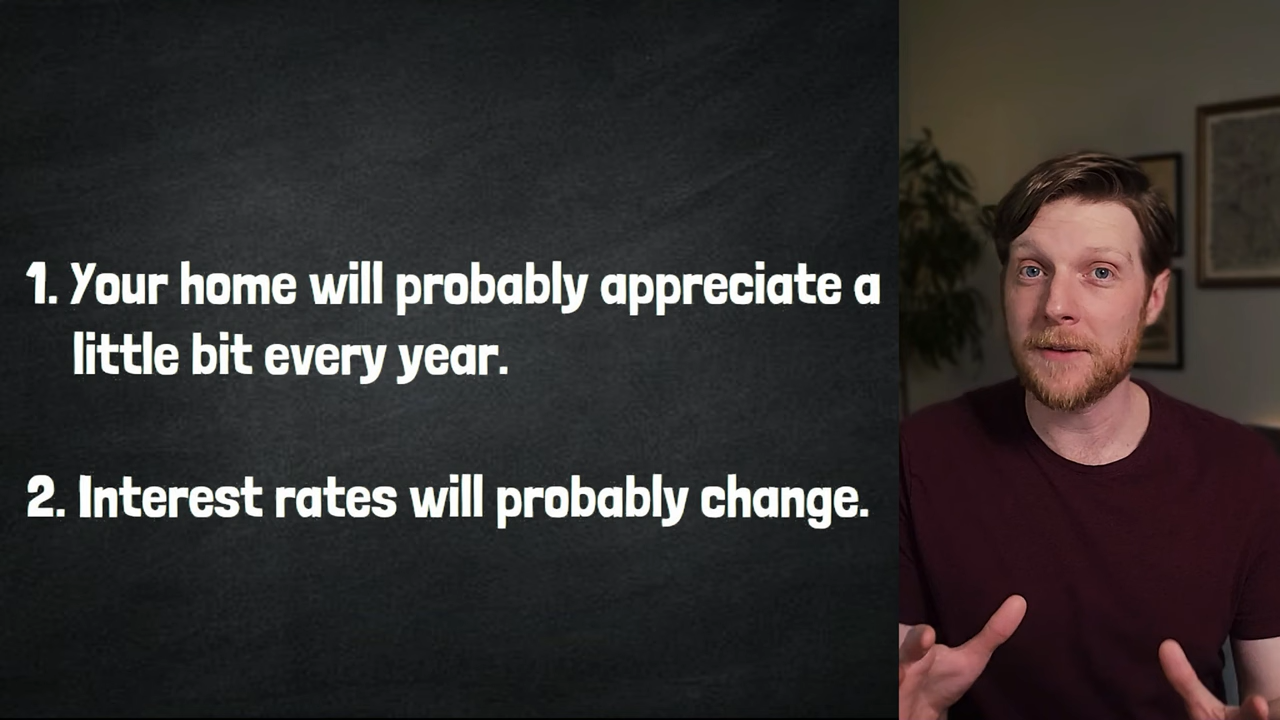 1. Your home will probably appreciate a
little bit every year.
2. Interest rates will probably change.